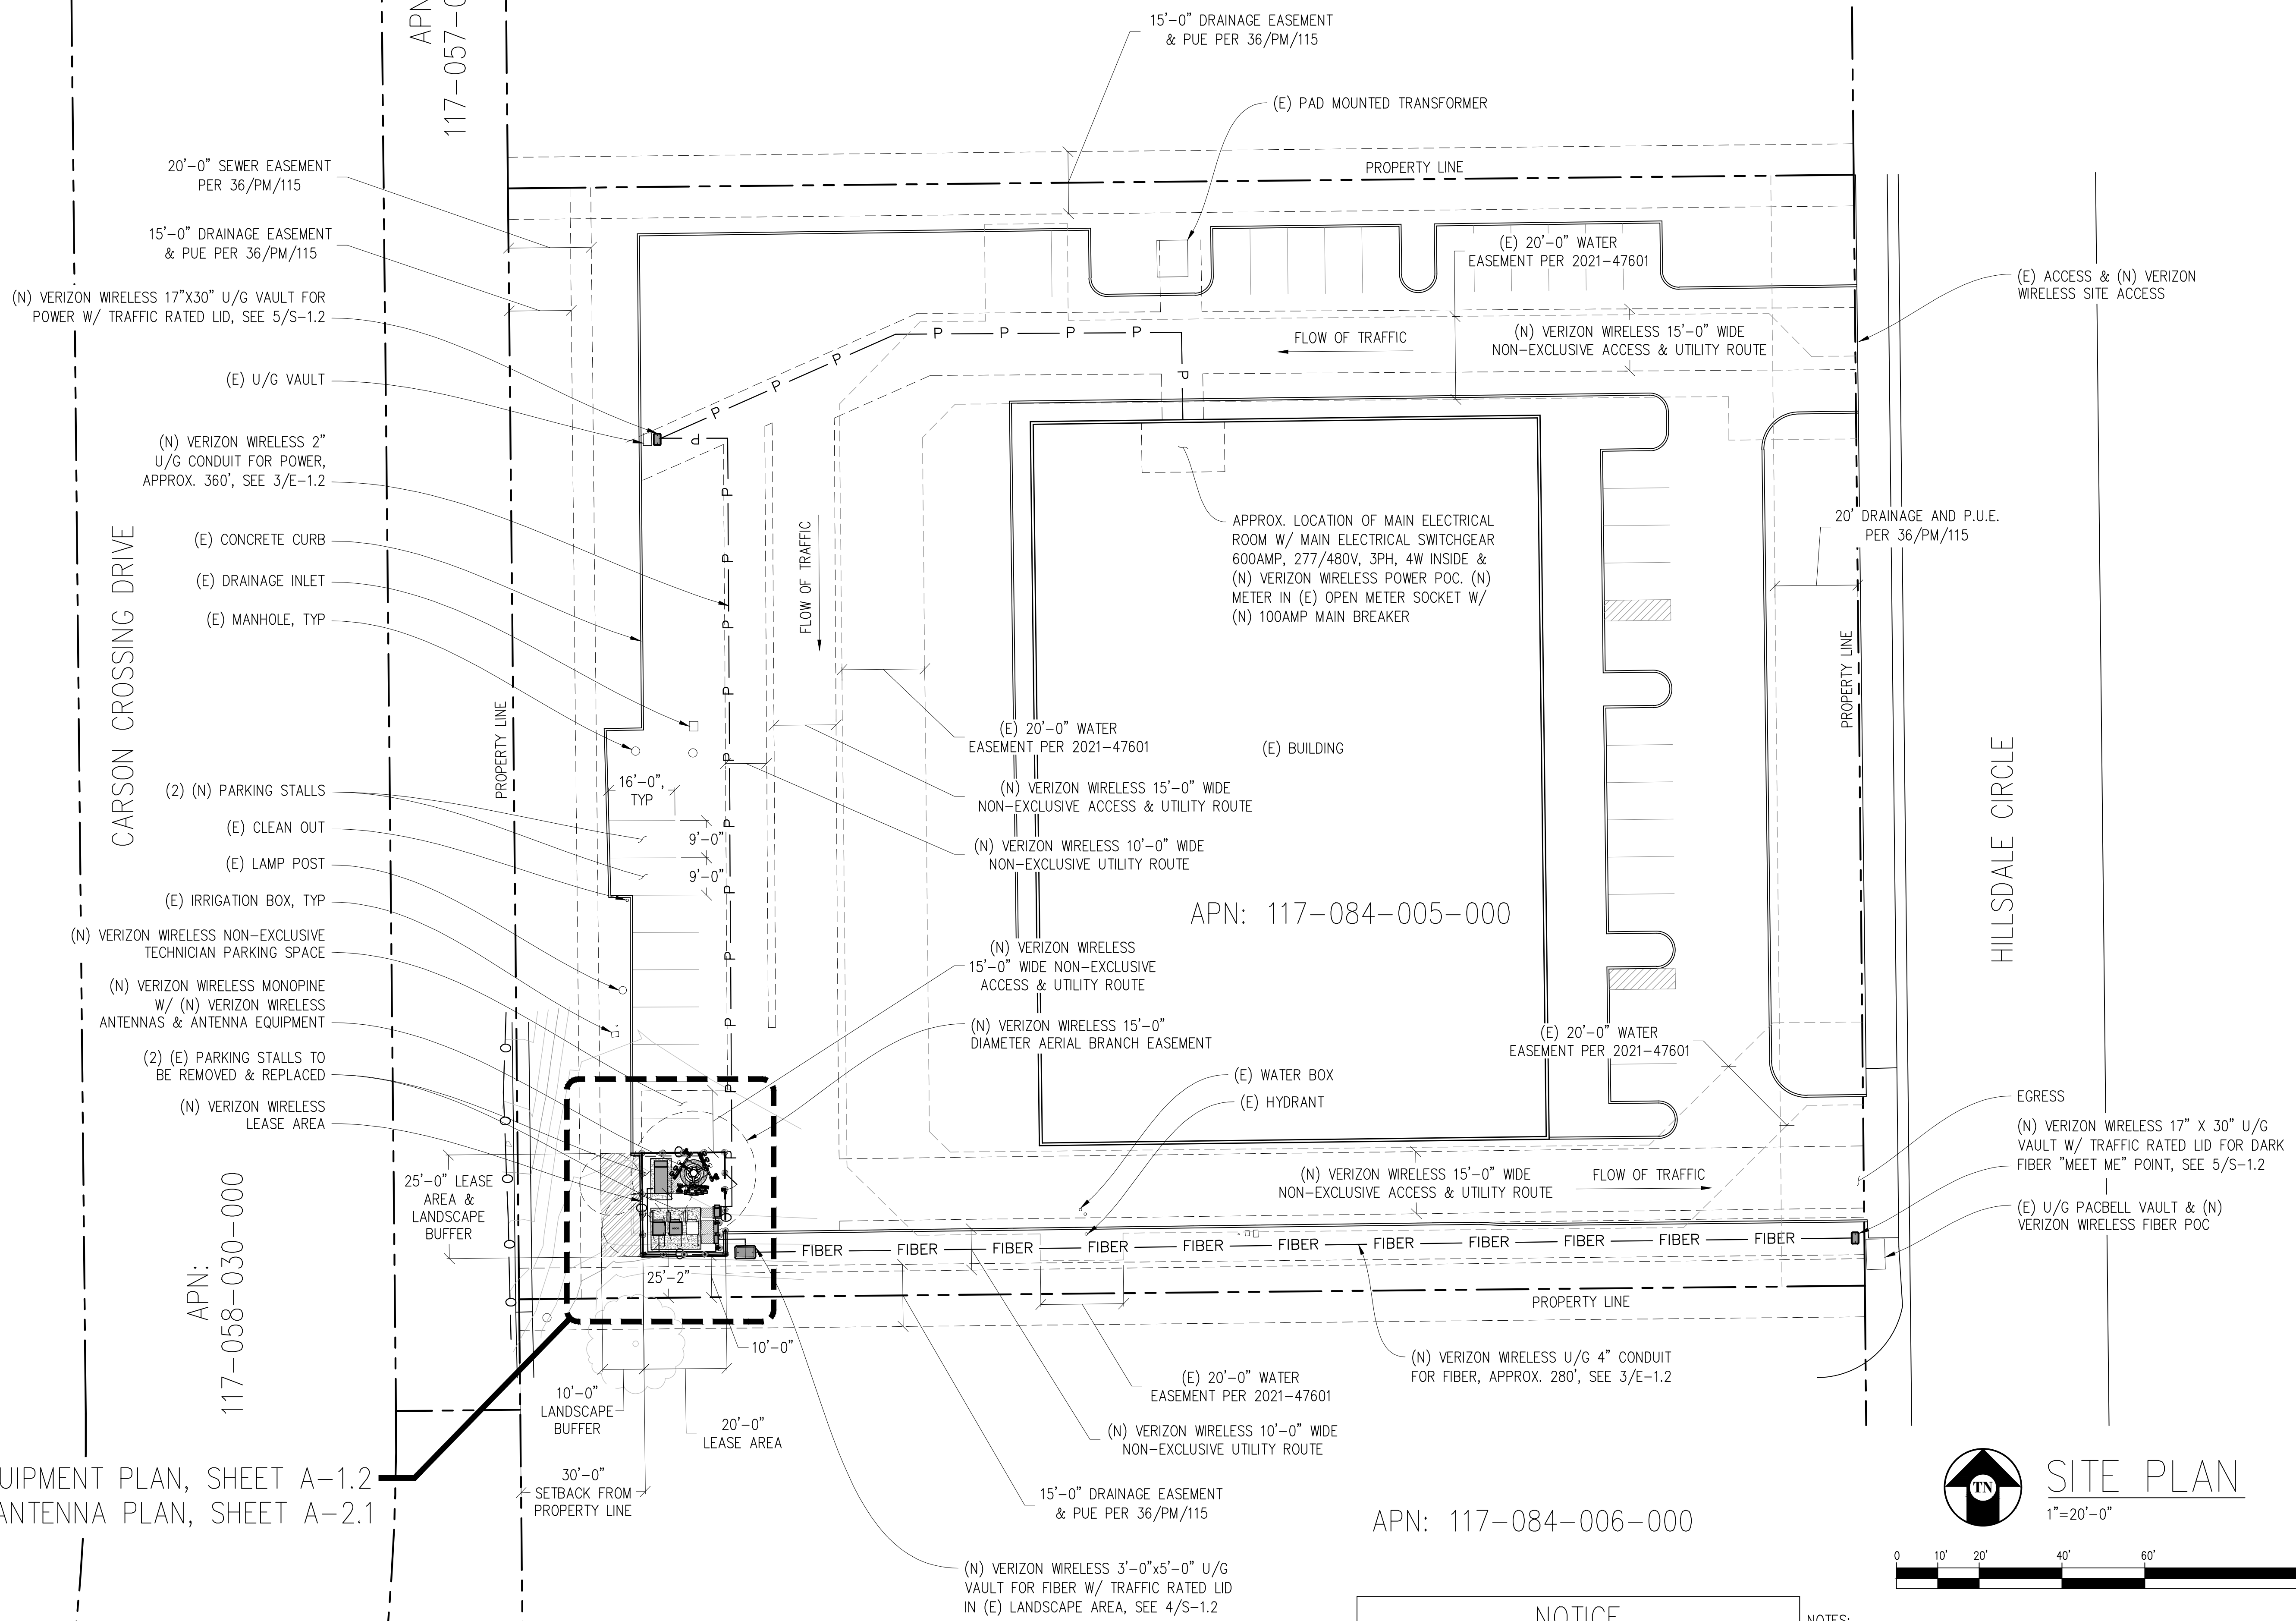 APN
117-057-0
15'-0" DRAINAGE EASEMENT
& PUE PER 36/PM/115
(E) PAD MOUNTED TRANSFORMER
PROPERTY LINE
20'-0" SEWER EASEMENT
PER 36/PM/115
15'-0" DRAINAGE EASEMENT
& PUE PER 36/PM/115
(N) VERIZON WIRELESS 17"X30" U/G VAULT FOR
POWER W/ TRAFFIC RATED LID, SEE 5/S-1.2
(E) U/G VAULT
(N) VERIZON WIRELESS 2"
U/G CONDUIT FOR POWER,
APPROX. 360', SEE 3/E-1.2
(E) CONCRETE CURB
(E) DRAINAGE INLET
(E) MANHOLE, TYP
(2) (N) PARKING STALLS
(E) CLEAN OUT
(E) LAMP POST
(E) IRRIGATION BOX, TYP
(N) VERIZON WIRELESS NON-EXCLUSIVE
TECHNICIAN PARKING SPACE
(N) VERIZON WIRELESS MONOPINE
W/ (N) VERIZON WIRELESS
ANTENNAS & ANTENNA EQUIPMENT
(2) (E) PARKING STALLS TO
BE REMOVED & REPLACED
(N) VERIZON WIRELESS
LEASE AREA
CARSON CROSSING DRIVE
PROPERTY LINE
APN:
117-058-030-000
25'-0" LEASE
AREA &
LANDSCAPE
BUFFER
(E) 20'-0" WATER
EASEMENT PER 2021-47601
(N) VERIZON WIRELESS 15'-0" WIDE
NON-EXCLUSIVE ACCESS & UTILITY ROUTE
FLOW OF TRAFFIC
P P P P P P P P P P P P P P P P P P
FLOW OF TRAFFIC
APPROX. LOCATION OF MAIN ELECTRICAL
ROOM W/ MAIN ELECTRICAL SWITCHGEAR
600AMP, 277/480V, 3PH, 4W INSIDE &
(N) VERIZON WIRELESS POWER POC. (N)
METER IN (E) OPEN METER SOCKET W/
(N) 100AMP MAIN BREAKER
(E) ACCESS & (N) VERIZON
WIRELESS SITE ACCESS
20' DRAINAGE AND P.U.E.
PER 36/PM/115
PROPERTY LINE
HILLSDALE CIRCLE
(E) 20'-0" WATER
EASEMENT PER 2021-47601
(E) BUILDING
16'-0",
TYP
9'-0"
9'-0"
(N) VERIZON WIRELESS 15'-0" WIDE
NON-EXCLUSIVE ACCESS & UTILITY ROUTE
(N) VERIZON WIRELESS 10'-0" WIDE
NON-EXCLUSIVE UTILITY ROUTE
APN: 117-084-005-000
(N) VERIZON WIRELESS
15'-0" WIDE NON-EXCLUSIVE
ACCESS & UTILITY ROUTE
(N) VERIZON WIRELESS 15'-0"
DIAMETER AERIAL BRANCH EASEMENT
(E) 20'-0" WATER
EASEMENT PER 2021-47601
(E) WATER BOX
(E) HYDRANT
EGRESS
(N) VERIZON WIRELESS 17" X 30" U/G
VAULT W/ TRAFFIC RATED LID FOR DARK
FIBER "MEET ME" POINT, SEE 5/S-1.2
(E) U/G PACBELL VAULT & (N)
VERIZON WIRELESS FIBER POC
(N) VERIZON WIRELESS 15'-0" WIDE
NON-EXCLUSIVE ACCESS & UTILITY ROUTE
FLOW OF TRAFFIC
FIBER FIBER FIBER FIBER FIBER FIBER FIBER FIBER FIBER FIBER FIBER
25'-2"
PROPERTY LINE
10'-0"
(N) VERIZON WIRELESS U/G 4" CONDUIT
FOR FIBER, APPROX. 280', SEE 3/E-1.2
(E) 20'-0" WATER
EASEMENT PER 2021-47601
10'-0"
LANDSCAPE
BUFFER
20'-0"
LEASE AREA
(N) VERIZON WIRELESS 10'-0" WIDE
NON-EXCLUSIVE UTILITY ROUTE
30'-0"
SETBACK FROM
PROPERTY LINE
15'-0" DRAINAGE EASEMENT
& PUE PER 36/PM/115
UIPMENT PLAN, SHEET A-1.2
ANTENNA PLAN, SHEET A-2.1
APN: 117-084-006-000
(N) VERIZON WIRELESS 3'-0"x5'-0" U/G
VAULT FOR FIBER W/ TRAFFIC RATED LID
IN (E) LANDSCAPE AREA, SEE 4/S-1.2
TN
SITE PLAN
1"=20'-0"
0 10' 20' 40' 60'
NOTICE
NOTES: